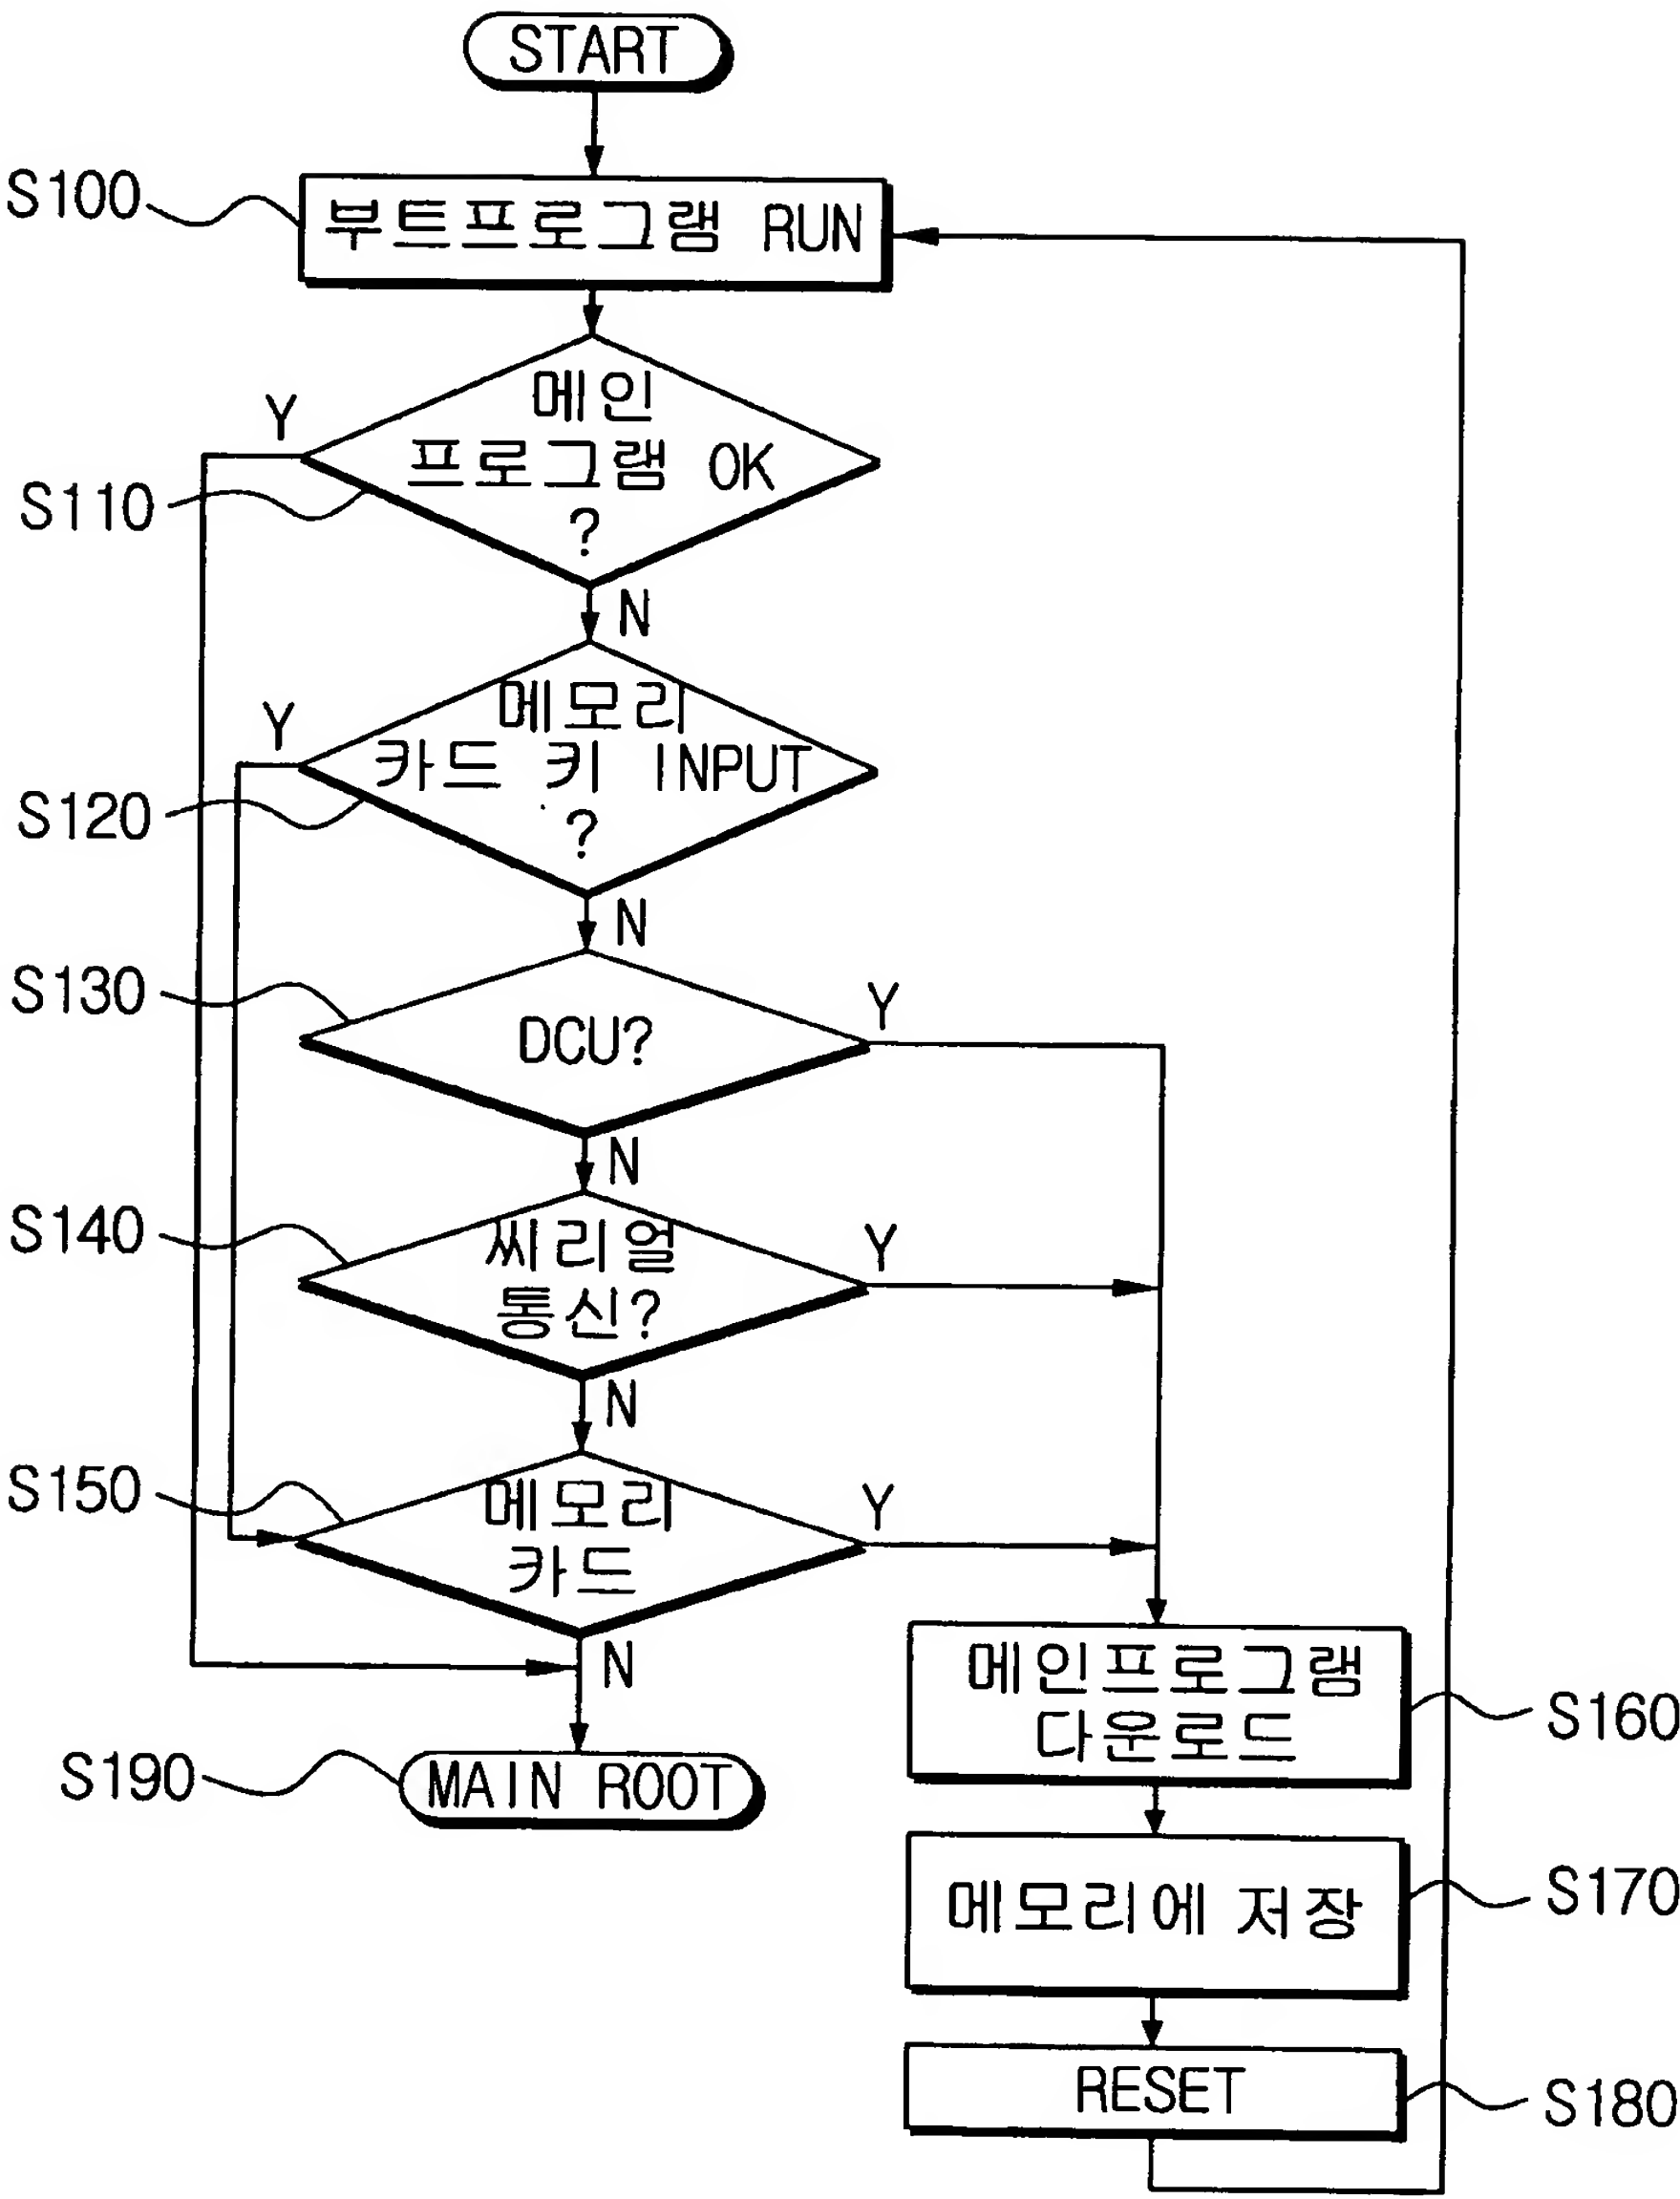 START
S100
부트프로그램 RUN
Y
메인
프로그램 OK
?
S110
N
Y
메모리
카드 키 INPUT
?
S120
N
S130
DCU?
Y
N
S140
씨리얼
통신?
Y
N
S150
메모리
카드
Y
N
메인프로그램
다운로드
S160
S190
MAIN ROOT
메모리에 저장
S170
RESET
S180